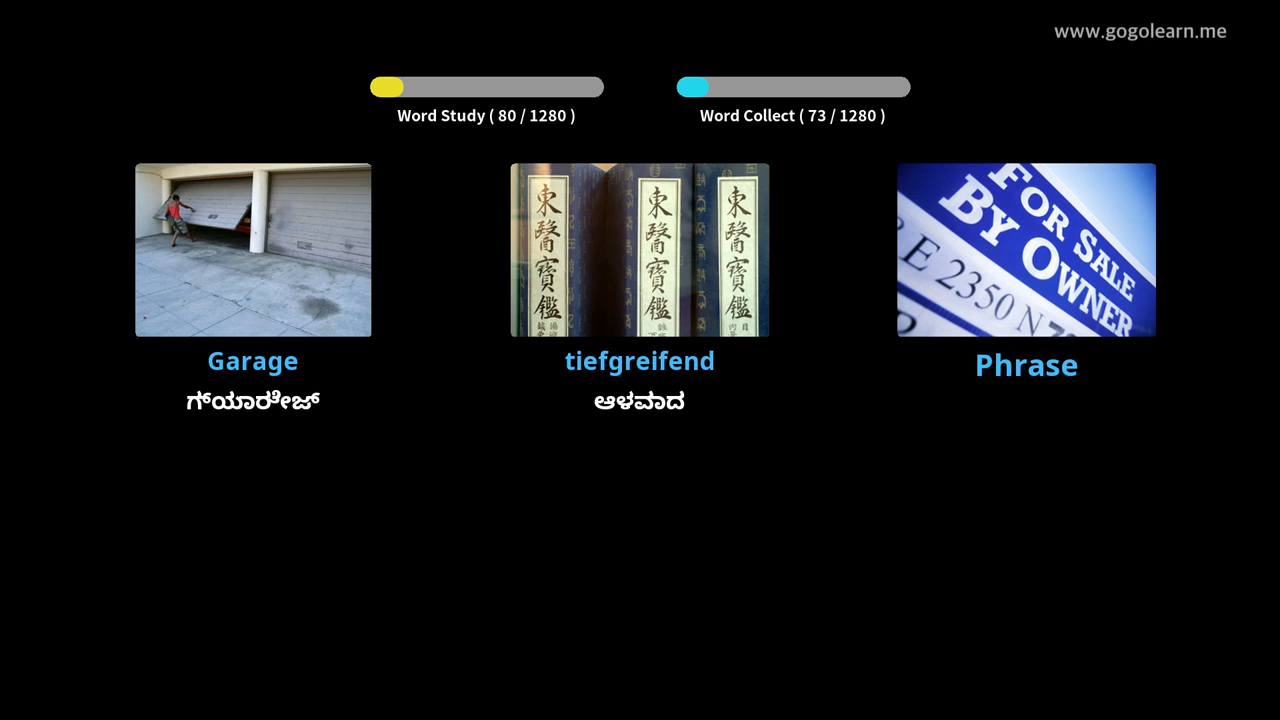 www.gogolearn.me
Word Study ( 80 / 1280 )
Word Collect ( 73 / 1280 )
東醫寶鑑
東醫寶鑑
東醫寶鑑
FOR SALE
BY OWNER
E 2350 N
Garage
ಗ್ಯಾರೇಜ್
tiefgreifend
ಆಳವಾದ
Phrase